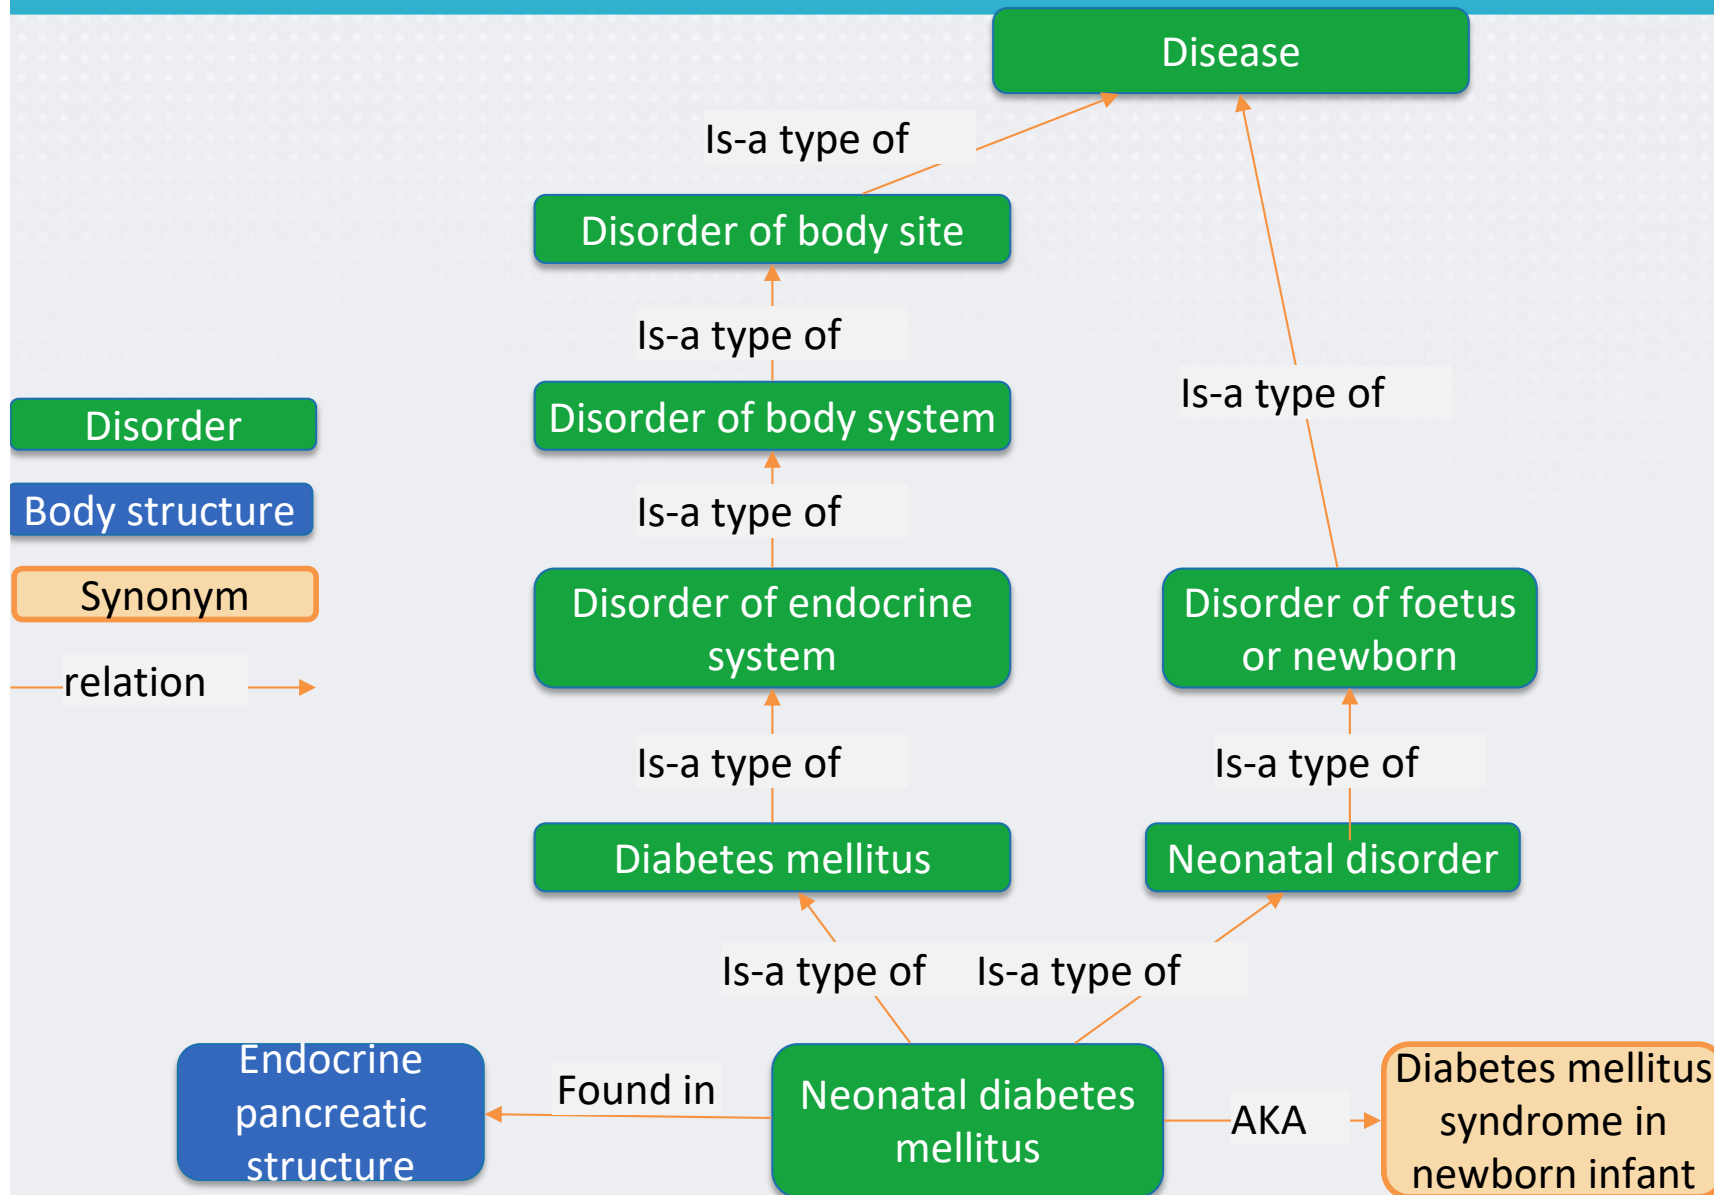 Disease
Is-a type of
Disorder of body site
Is-a type of
Is-a type of
Disorder
Disorder of body system
Body structure
Is-a type of
Synonym
Disorder of endocrine
system
Disorder of foetus
or newborn
relation
Is-a type of
Is-a type of
Diabetes mellitus
Neonatal disorder
Is-a type of
Is-a type of
Endocrine
pancreatic
structure
Found in
Neonatal diabetes
mellitus
AKA
Diabetes mellitus
syndrome in
newborn infant